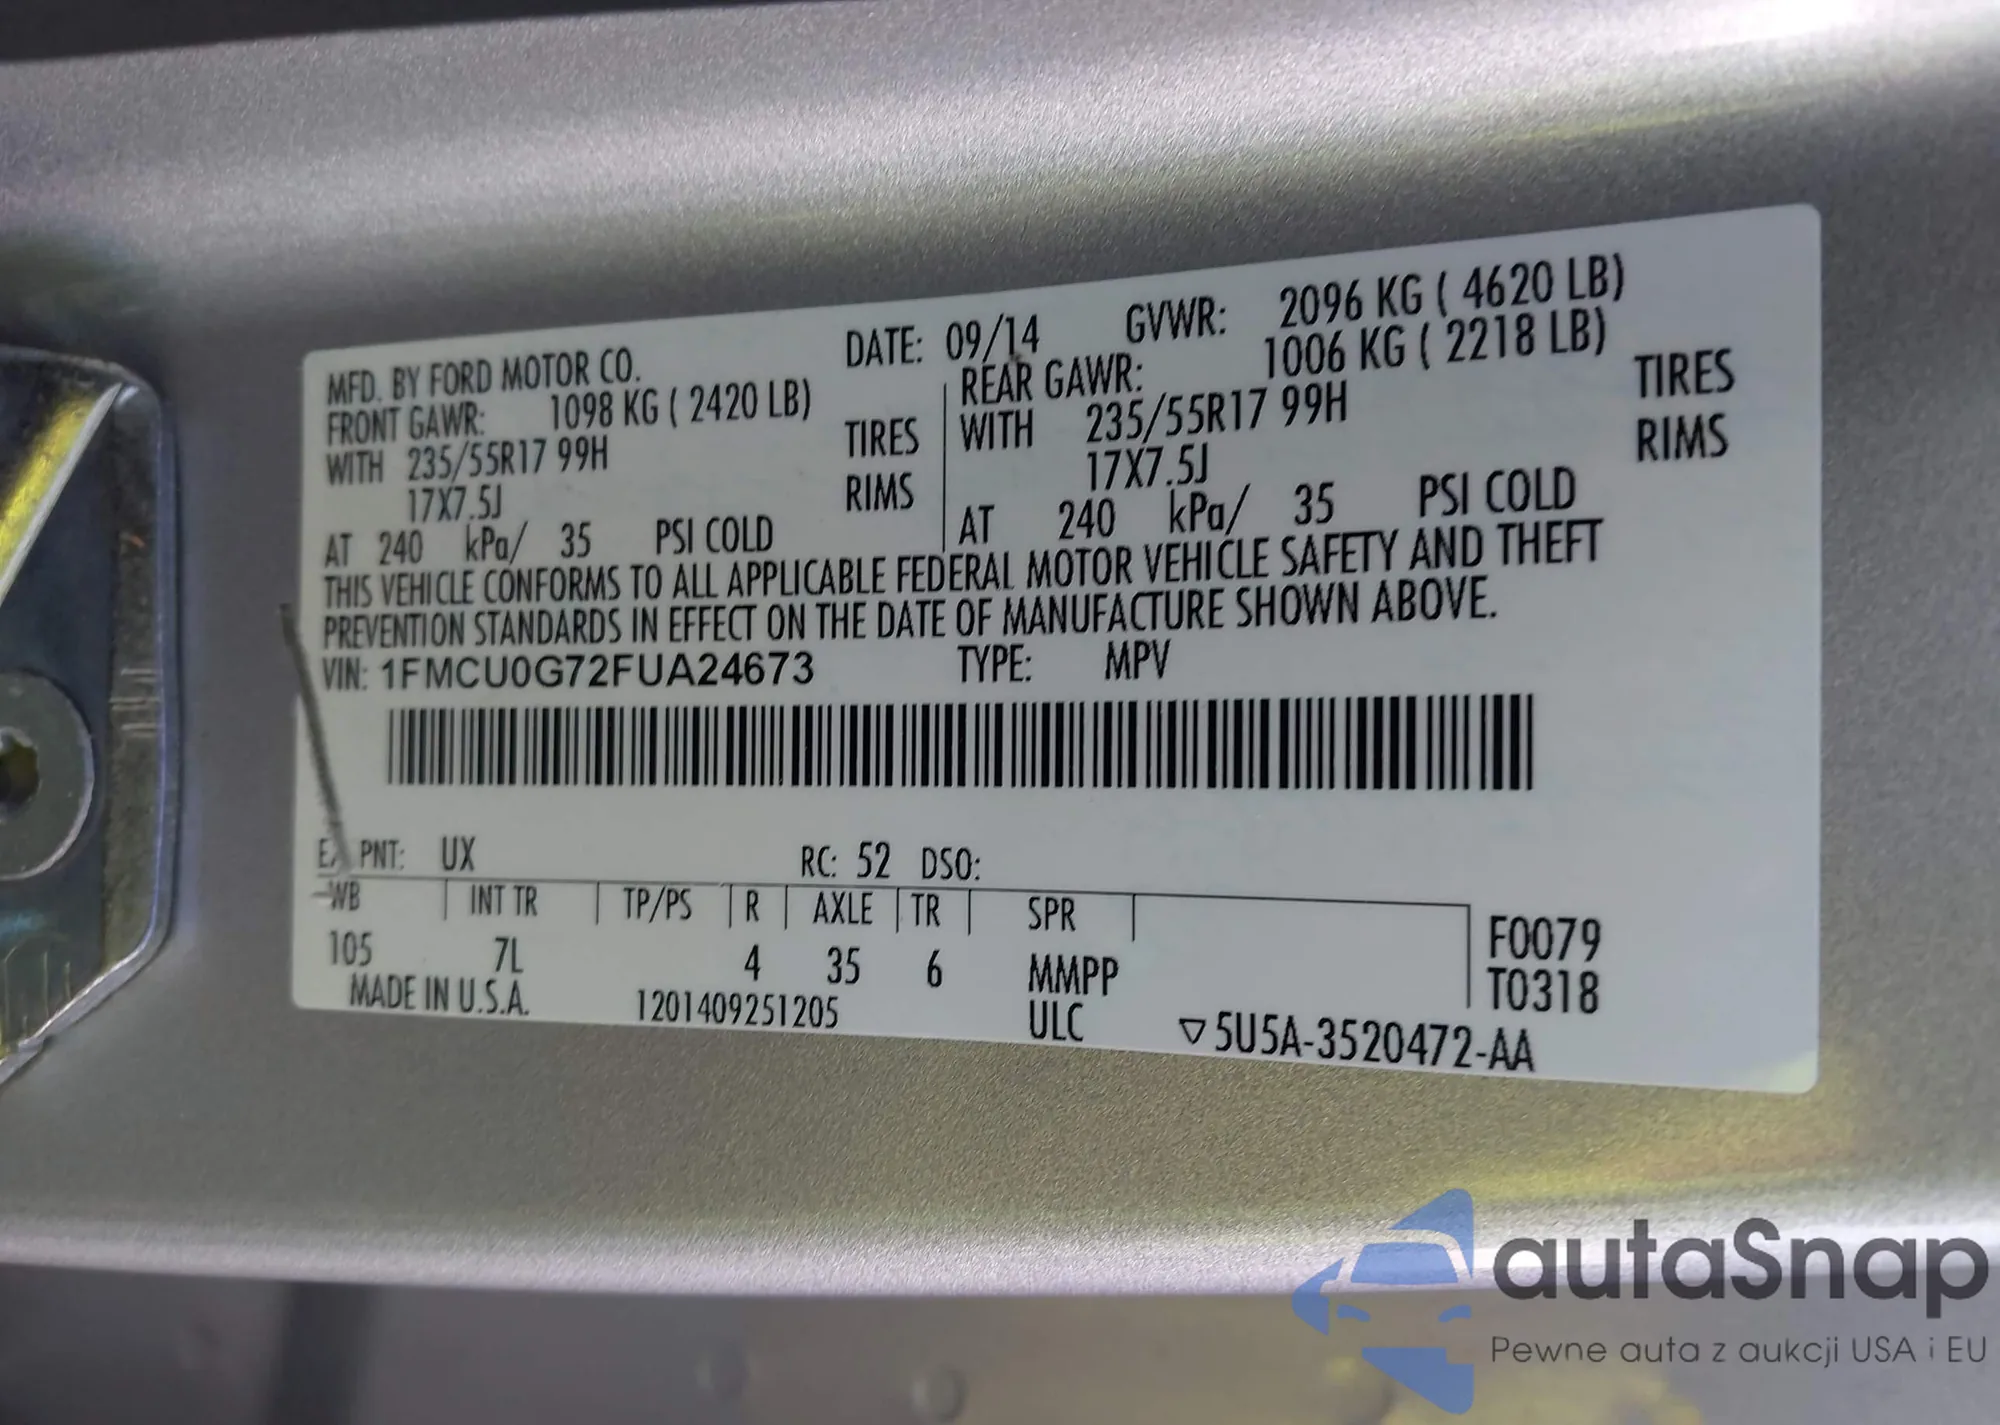 MFD. BY FORD MOTOR CO. DATE: 09/14 GVWR: 2096 KG ( 4620 LB)
FRONT GAWR: 1098 KG ( 2420 LB) REAR GAWR: 1006 KG ( 2218 LB)
WITH 235/55R17 99H TIRES WITH 235/55R17 99H TIRES
17X7.5J RIMS 17X7.5J RIMS
AT 240 kPa/ 35 PSI COLD AT 240 kPa/ 35 PSI COLD
THIS VEHICLE CONFORMS TO ALL APPLICABLE FEDERAL MOTOR VEHICLE SAFETY AND THEFT
PREVENTION STANDARDS IN EFFECT ON THE DATE OF MANUFACTURE SHOWN ABOVE.
VIN: 1FMCU0G72FUA24673 TYPE: MPV
PNT: UX RC: 52 DSO:
WB INT TR TP/PS R AXLE TR SPR
105 7L 4 35 6 MMPP F0079
T0318
MADE IN U.S.A. 1201409251205 ULC ▽5U5A-3520472-AA
autaSnap
Pewne auta z aukcji USA i EU